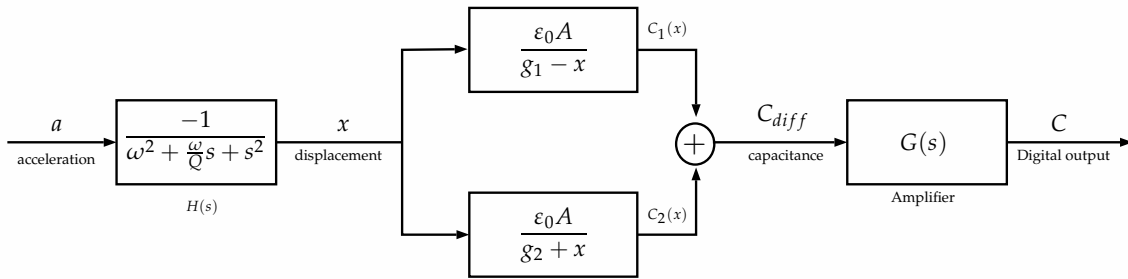 a
acceleration
-1
ω² + ω/Q s + s²
H(s)
x
displacement
ε₀A
g₁ − x
C₁(x)
ε₀A
g₂ + x
C₂(x)
+
C_diff
capacitance
G(s)
Amplifier
C
Digital output